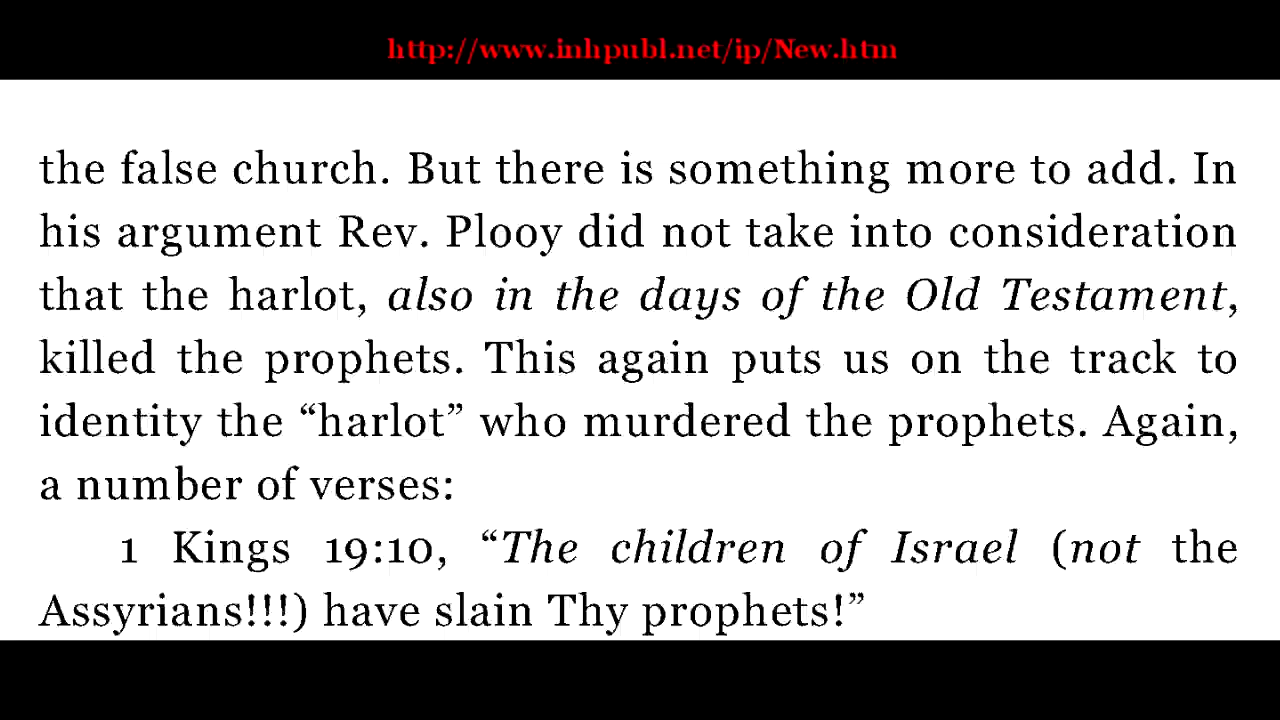 http://www.inhpubl.net/ip/New.htm
the false church. But there is something more to add. In
his argument Rev. Plooy did not take into consideration
that the harlot, also in the days of the Old Testament,
killed the prophets. This again puts us on the track to
identity the “harlot” who murdered the prophets. Again,
a number of verses:
1 Kings 19:10, “The children of Israel (not the
Assyrians!!!) have slain Thy prophets!”